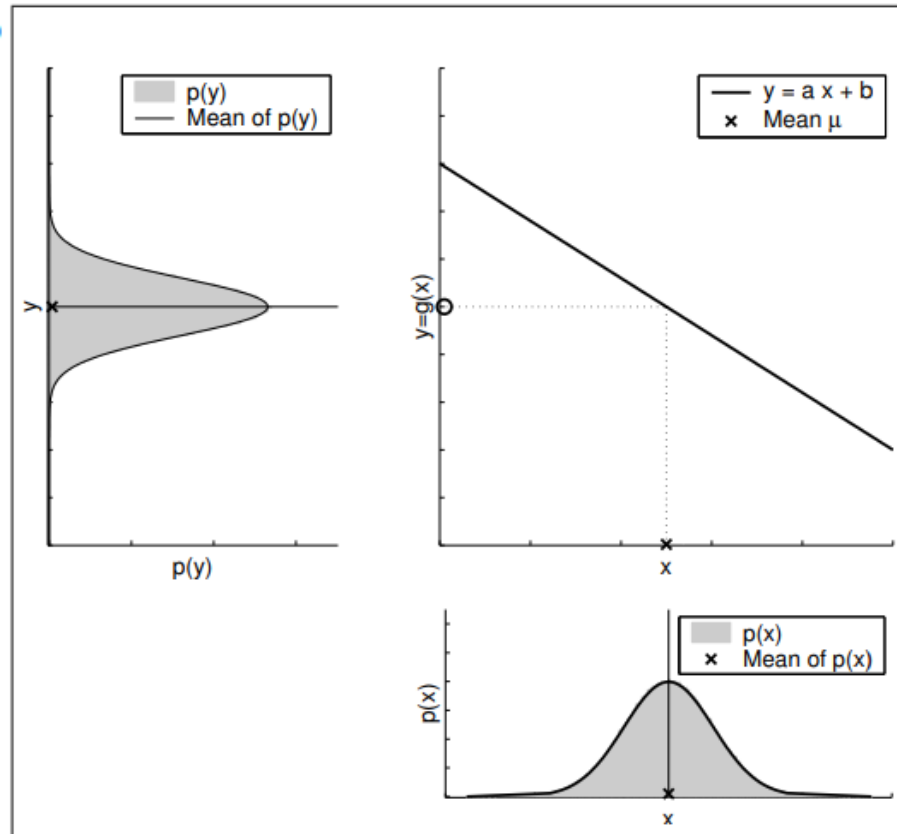 p(y)
Mean of p(y)
y = a x + b
Mean μ
y
y=g(x)
p(y)
x
p(x)
Mean of p(x)
p(x)
x